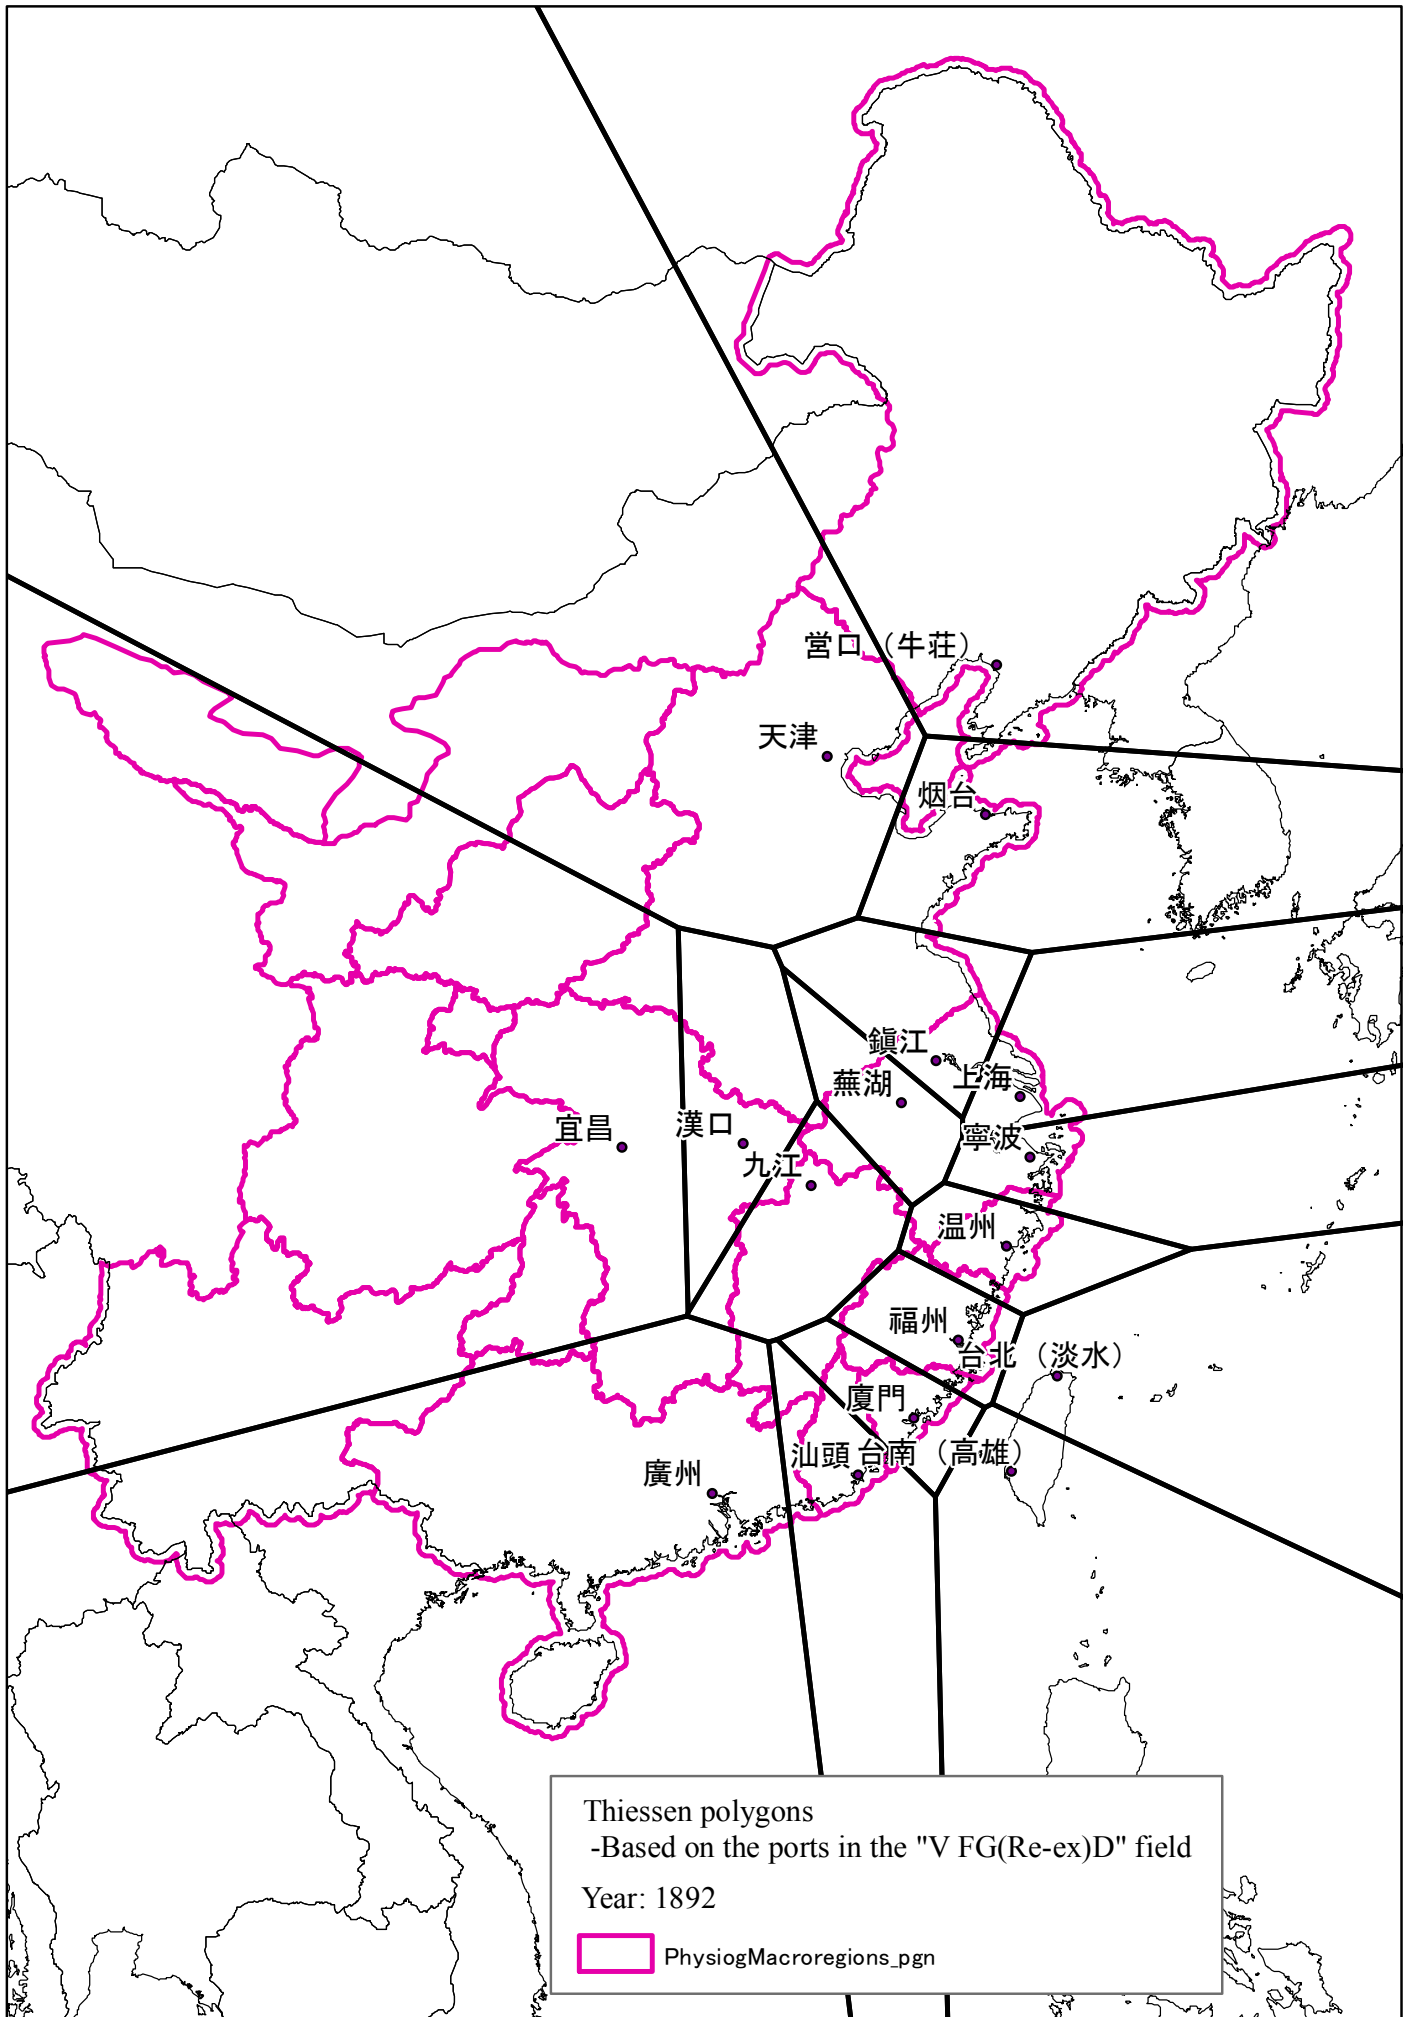 営口（牛荘）
天津
烟台
鎮江
上海
蕪湖
宜昌
漢口
寧波
九江
温州
福州
台北（淡水）
廈門
汕頭
台南（高雄）
廣州
Thiessen polygons
-Based on the ports in the "V FG(Re-ex)D" field
Year: 1892
PhysiogMacroregions_pgn